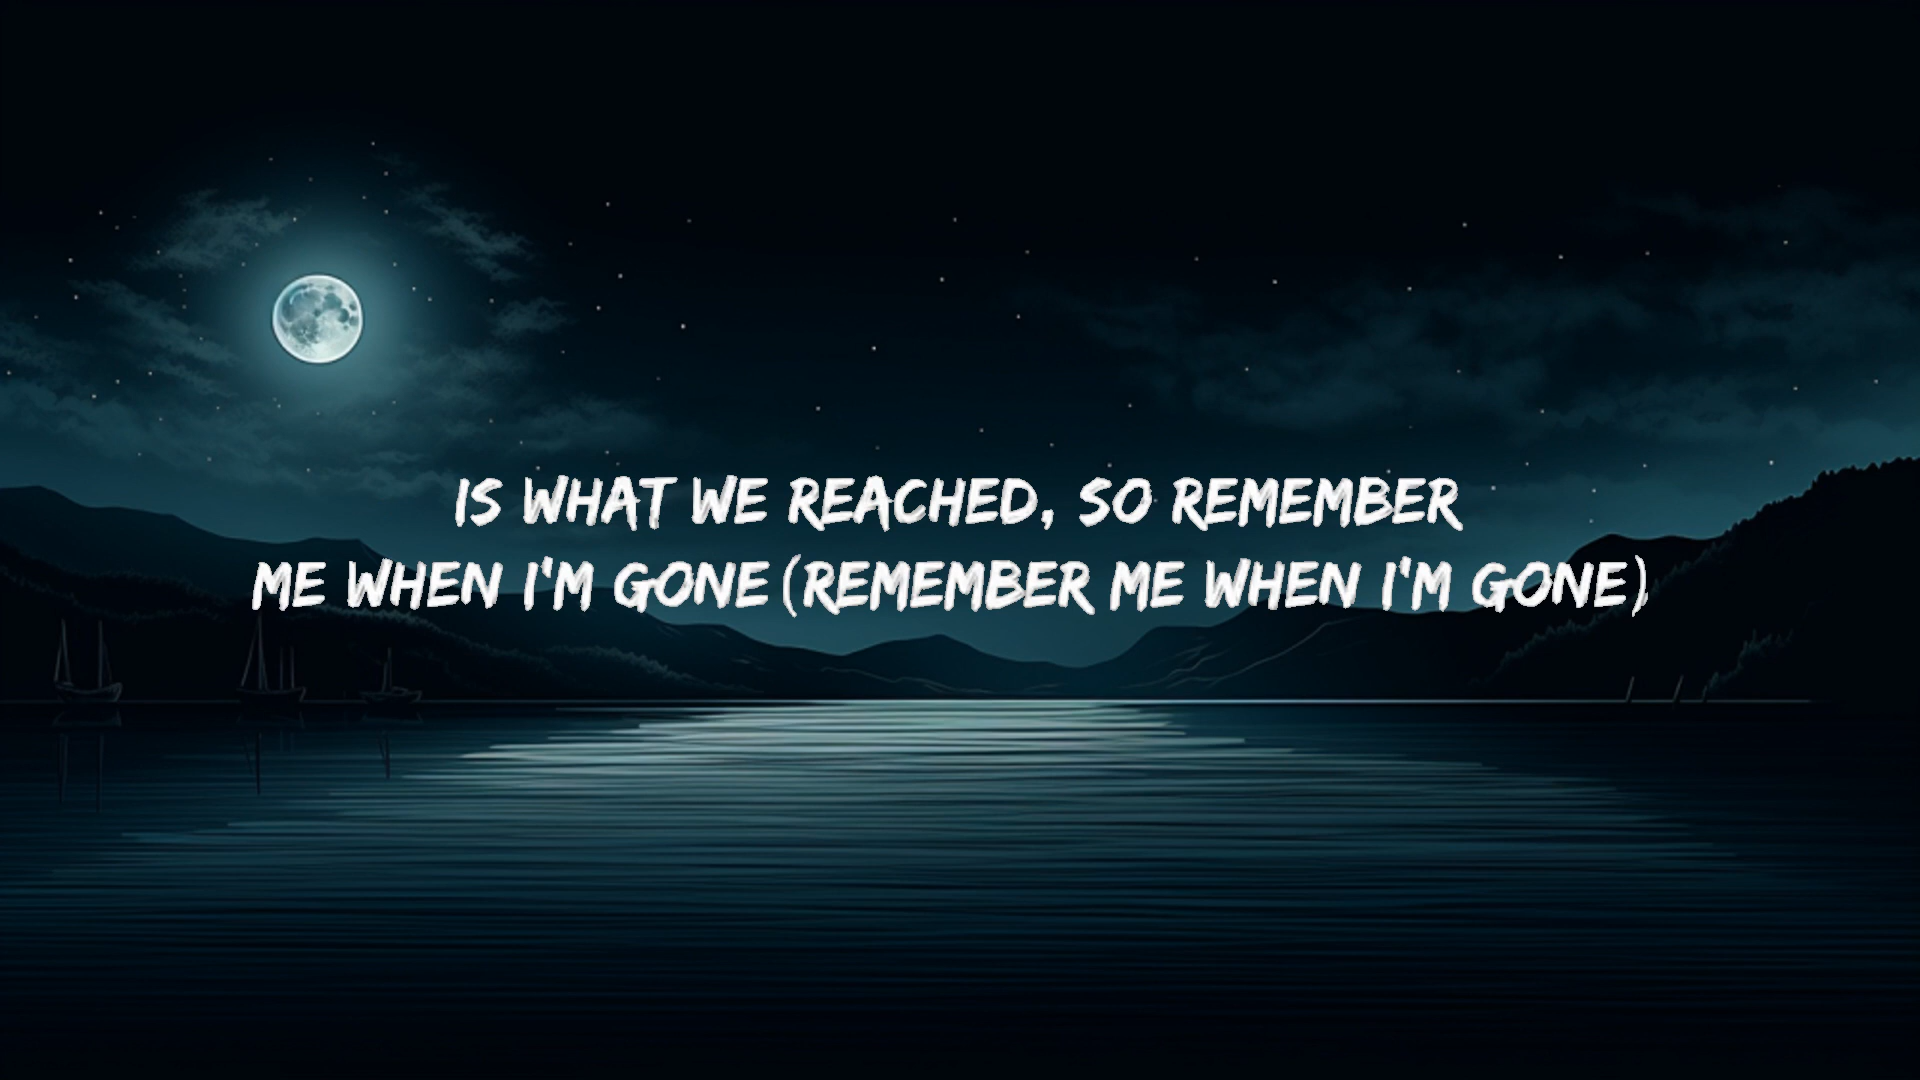 IS WHAT WE REACHED, SO REMEMBER
ME WHEN I'M GONE (REMEMBER ME WHEN I'M GONE)